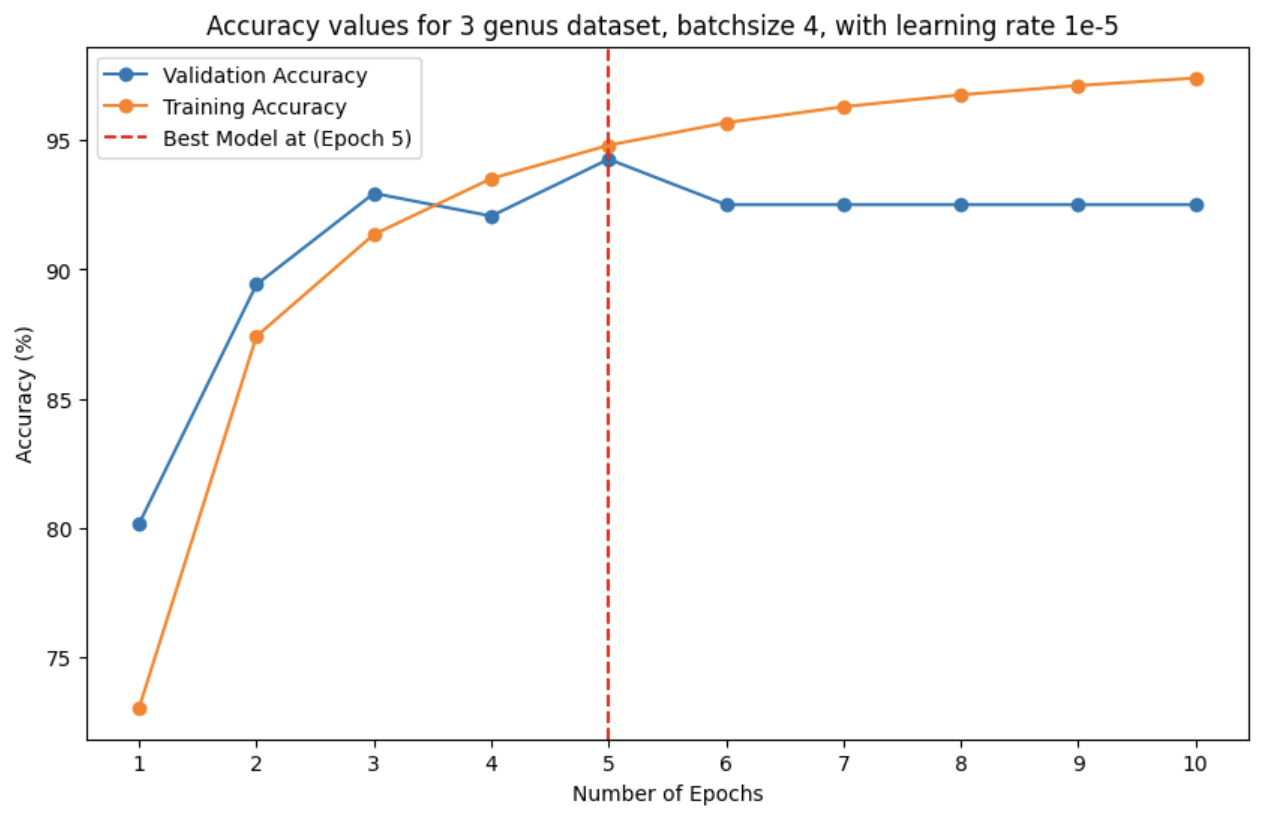 Accuracy values for 3 genus dataset, batchsize 4, with learning rate 1e-5
Validation Accuracy
Training Accuracy
Best Model at (Epoch 5)
95
90
85
80
75
Accuracy (%)
1 2 3 4 5 6 7 8 9 10
Number of Epochs